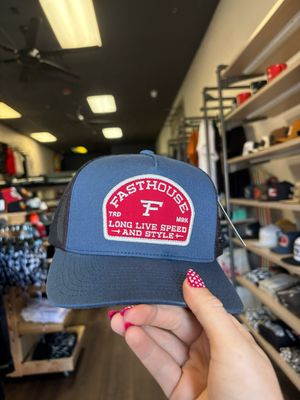 FASTHOUSE
TRD F MRK
LONG LIVE SPEED
AND STYLE